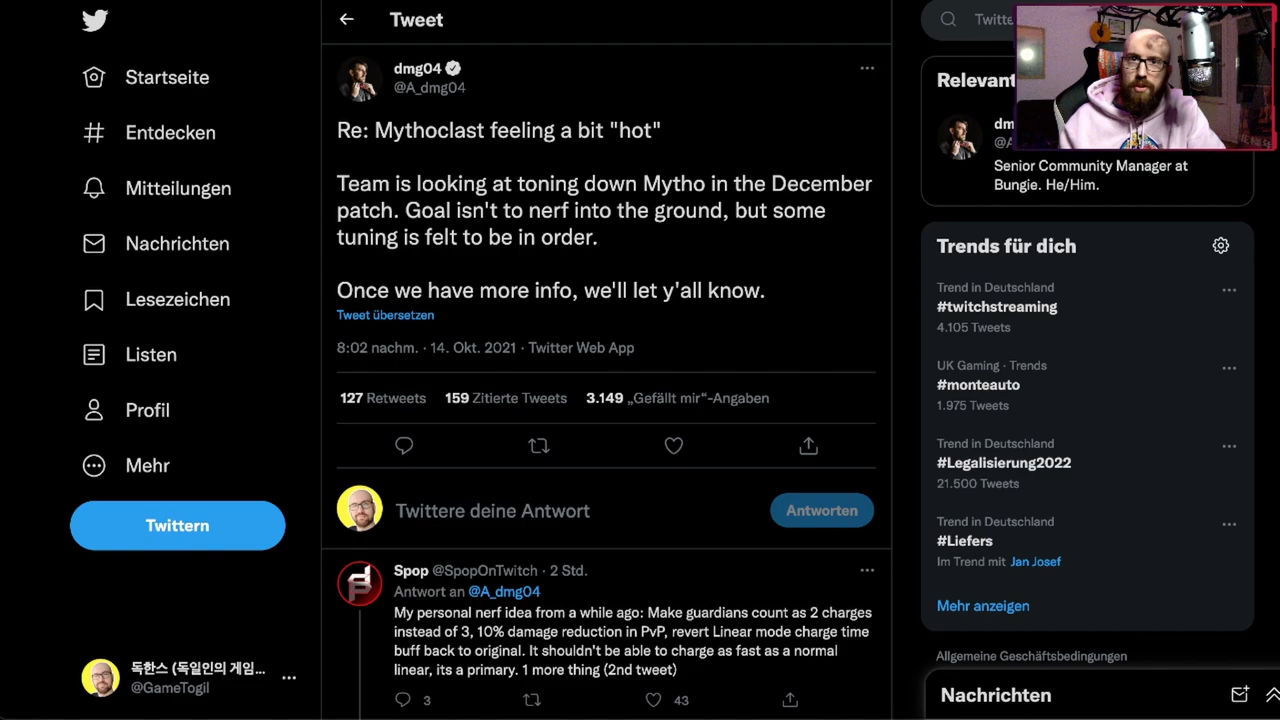 Startseite
Entdecken
Mitteilungen
Nachrichten
Lesezeichen
Listen
Profil
Mehr
Twittern
독한스 (독일인의 게임...
@GameTogil
Tweet
dmg04
@A_dmg04
Re: Mythoclast feeling a bit "hot"
Team is looking at toning down Mytho in the December
patch. Goal isn't to nerf into the ground, but some
tuning is felt to be in order.
Once we have more info, we'll let y'all know.
Tweet übersetzen
8:02 nachm. · 14. Okt. 2021 · Twitter Web App
127 Retweets 159 Zitierte Tweets 3.149 „Gefällt mir“-Angaben
Twittere deine Antwort
Antworten
Spop @SpopOnTwitch · 2 Std.
Antwort an @A_dmg04
My personal nerf idea from a while ago: Make guardians count as 2 charges
instead of 3, 10% damage reduction in PvP, revert Linear mode charge time
buff back to original. It shouldn't be able to charge as fast as a normal
linear, its a primary. 1 more thing (2nd tweet)
3 43
Twitte
Relevant
dm
@A
Senior Community Manager at
Bungie. He/Him.
Trends für dich
Trend in Deutschland
#twitchstreaming
4.105 Tweets
UK Gaming · Trends
#monteauto
1.975 Tweets
Trend in Deutschland
#Legalisierung2022
21.500 Tweets
Trend in Deutschland
#Liefers
Im Trend mit Jan Josef
Mehr anzeigen
Allgemeine Geschäftsbedingungen
Nachrichten